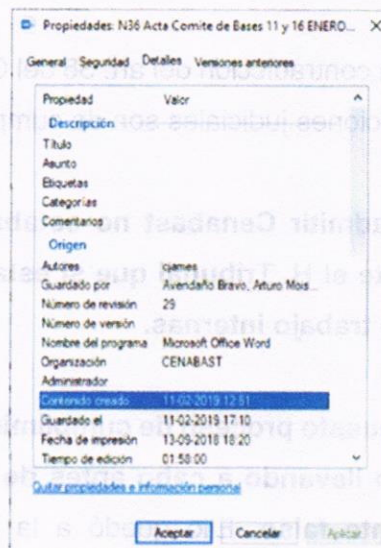 Propiedades: N36 Acta Comite de Bases 11 y 16 ENERO... X
General Seguridad Detalles Versiones anteriores
Propiedad Valor
Descripción
Título
Asunto
Etiquetas
Categorías
Comentarios
Origen
Autores njames
Guardado por Avendaño Bravo, Arturo Mois...
Número de revisión 29
Número de versión
Nombre del programa Microsoft Office Word
Organización CENABAST
Administrador
Contenido creado 11-02-2019 12:51
Guardado el 11-02-2019 17:10
Fecha de impresión 13-09-2018 18:20
Tiempo de edición 01:58:00
Quitar propiedades e información personal
Aceptar Cancelar Aplicar